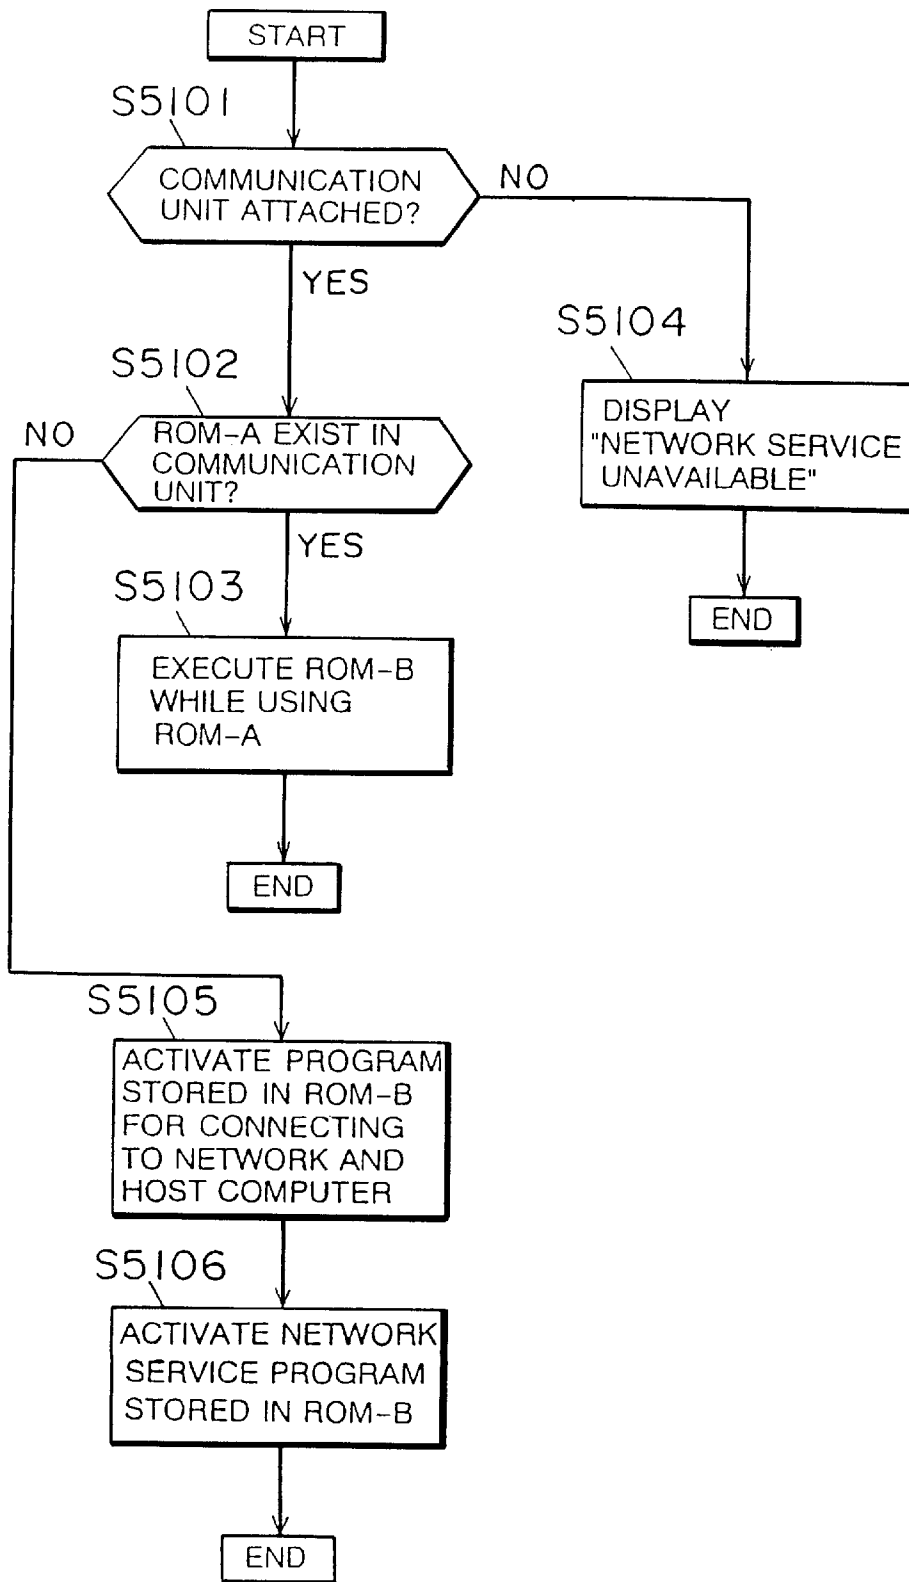 START
S5101
COMMUNICATION
UNIT ATTACHED?
NO
YES
S5104
DISPLAY
"NETWORK SERVICE
UNAVAILABLE"
END
S5102
NO
ROM-A EXIST IN
COMMUNICATION
UNIT?
YES
S5103
EXECUTE ROM-B
WHILE USING
ROM-A
END
S5105
ACTIVATE PROGRAM
STORED IN ROM-B
FOR CONNECTING
TO NETWORK AND
HOST COMPUTER
S5106
ACTIVATE NETWORK
SERVICE PROGRAM
STORED IN ROM-B
END